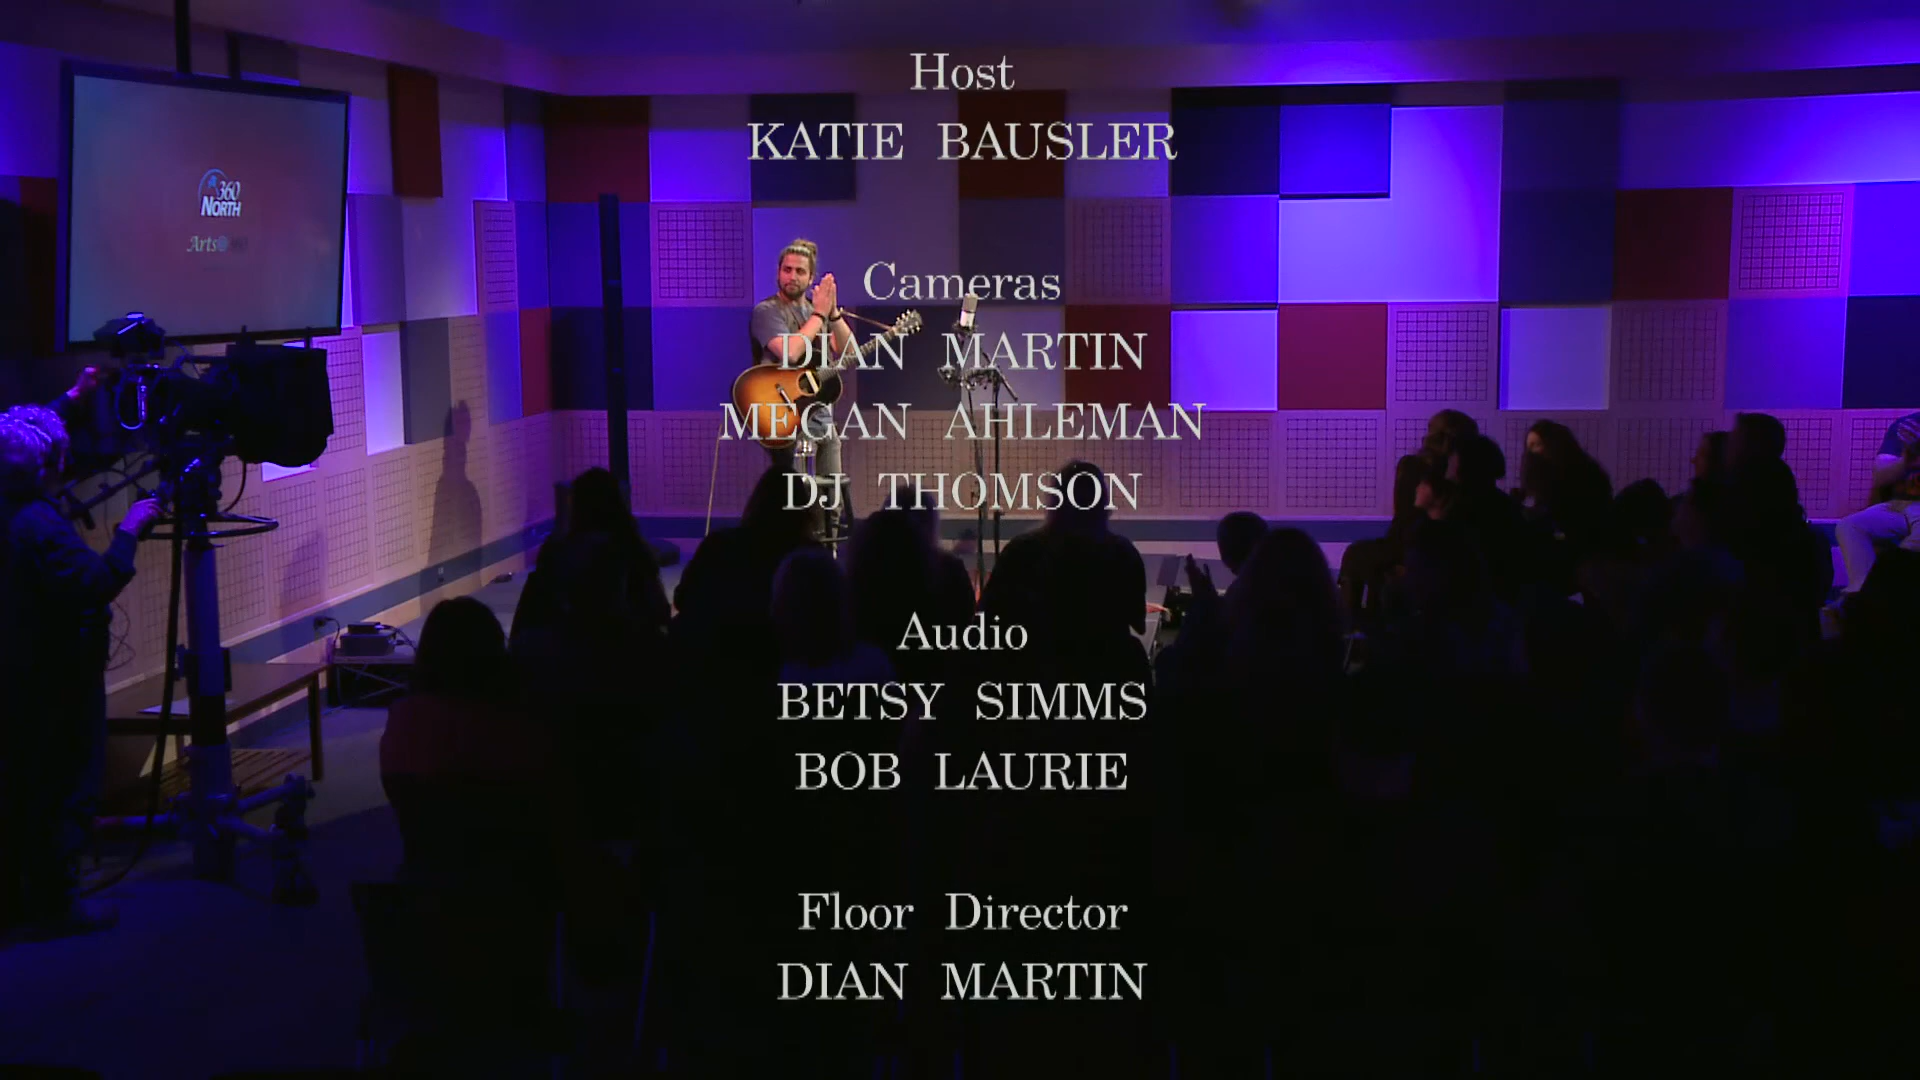 Host
KATIE BAUSLER
360
NORTH
Arts
Cameras
DIAN MARTIN
MEGAN AHLEMAN
DJ THOMSON
Audio
BETSY SIMMS
BOB LAURIE
Floor Director
DIAN MARTIN